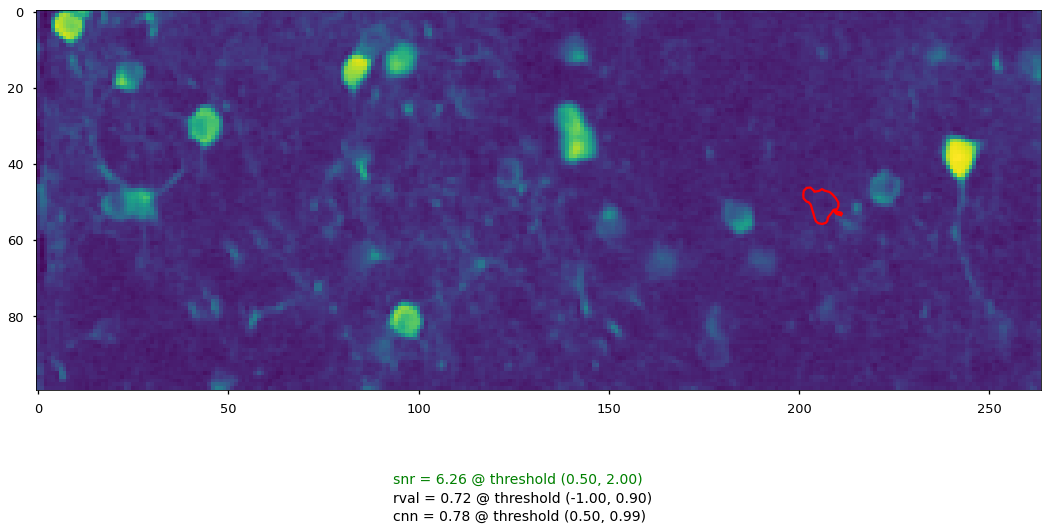 0
20
40
60
80
0 50 100 150 200 250
snr = 6.26 @ threshold (0.50, 2.00)
rval = 0.72 @ threshold (-1.00, 0.90)
cnn = 0.78 @ threshold (0.50, 0.99)